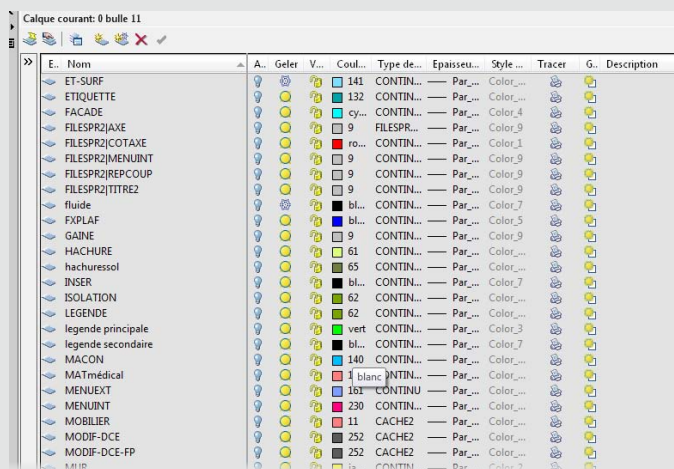 Calque courant: 0 bulle 11
E.. Nom A.. Geler V... Coul... Type de... Epaisseu... Style ... Tracer G.. Description
ET-SURF 141 CONTIN... Par_... Color_...
ETIQUETTE 132 CONTIN... Par_... Color_...
FACADE cy... CONTIN... Par_... Color_4
FILESPR2|AXE 9 FILESPR... Par_... Color_9
FILESPR2|COTAXE ro... CONTIN... Par_... Color_1
FILESPR2|MENUINT 9 CONTIN... Par_... Color_9
FILESPR2|REPCOUP 9 CONTIN... Par_... Color_9
FILESPR2|TITRE2 9 CONTIN... Par_... Color_9
fluide bl... CONTIN... Par_... Color_7
FXPLAF bl... CONTIN... Par_... Color_5
GAINE 9 CONTIN... Par_... Color_9
HACHURE 61 CONTIN... Par_... Color_...
hachuressol 65 CONTIN... Par_... Color_...
INSER bl... CONTIN... Par_... Color_7
ISOLATION 62 CONTIN... Par_... Color_...
LEGENDE 62 CONTIN... Par_... Color_...
legende principale vert CONTIN... Par_... Color_3
legende secondaire bl... CONTIN... Par_... Color_7
MACON 140 CONTIN... Par_... Color_...
MATmédical blanc ONTIN... Par_... Color_...
MENUEXT 161 CONTINU Par_... Color_...
MENUINT 230 CONTIN... Par_... Color_...
MOBILIER 11 CACHE2 Par_... Color_...
MODIF-DCE 252 CACHE2 Par_... Color_...
MODIF-DCE-FP 252 CACHE2 Par_... Color_...
MUR CONTIN... Par_... Color_2